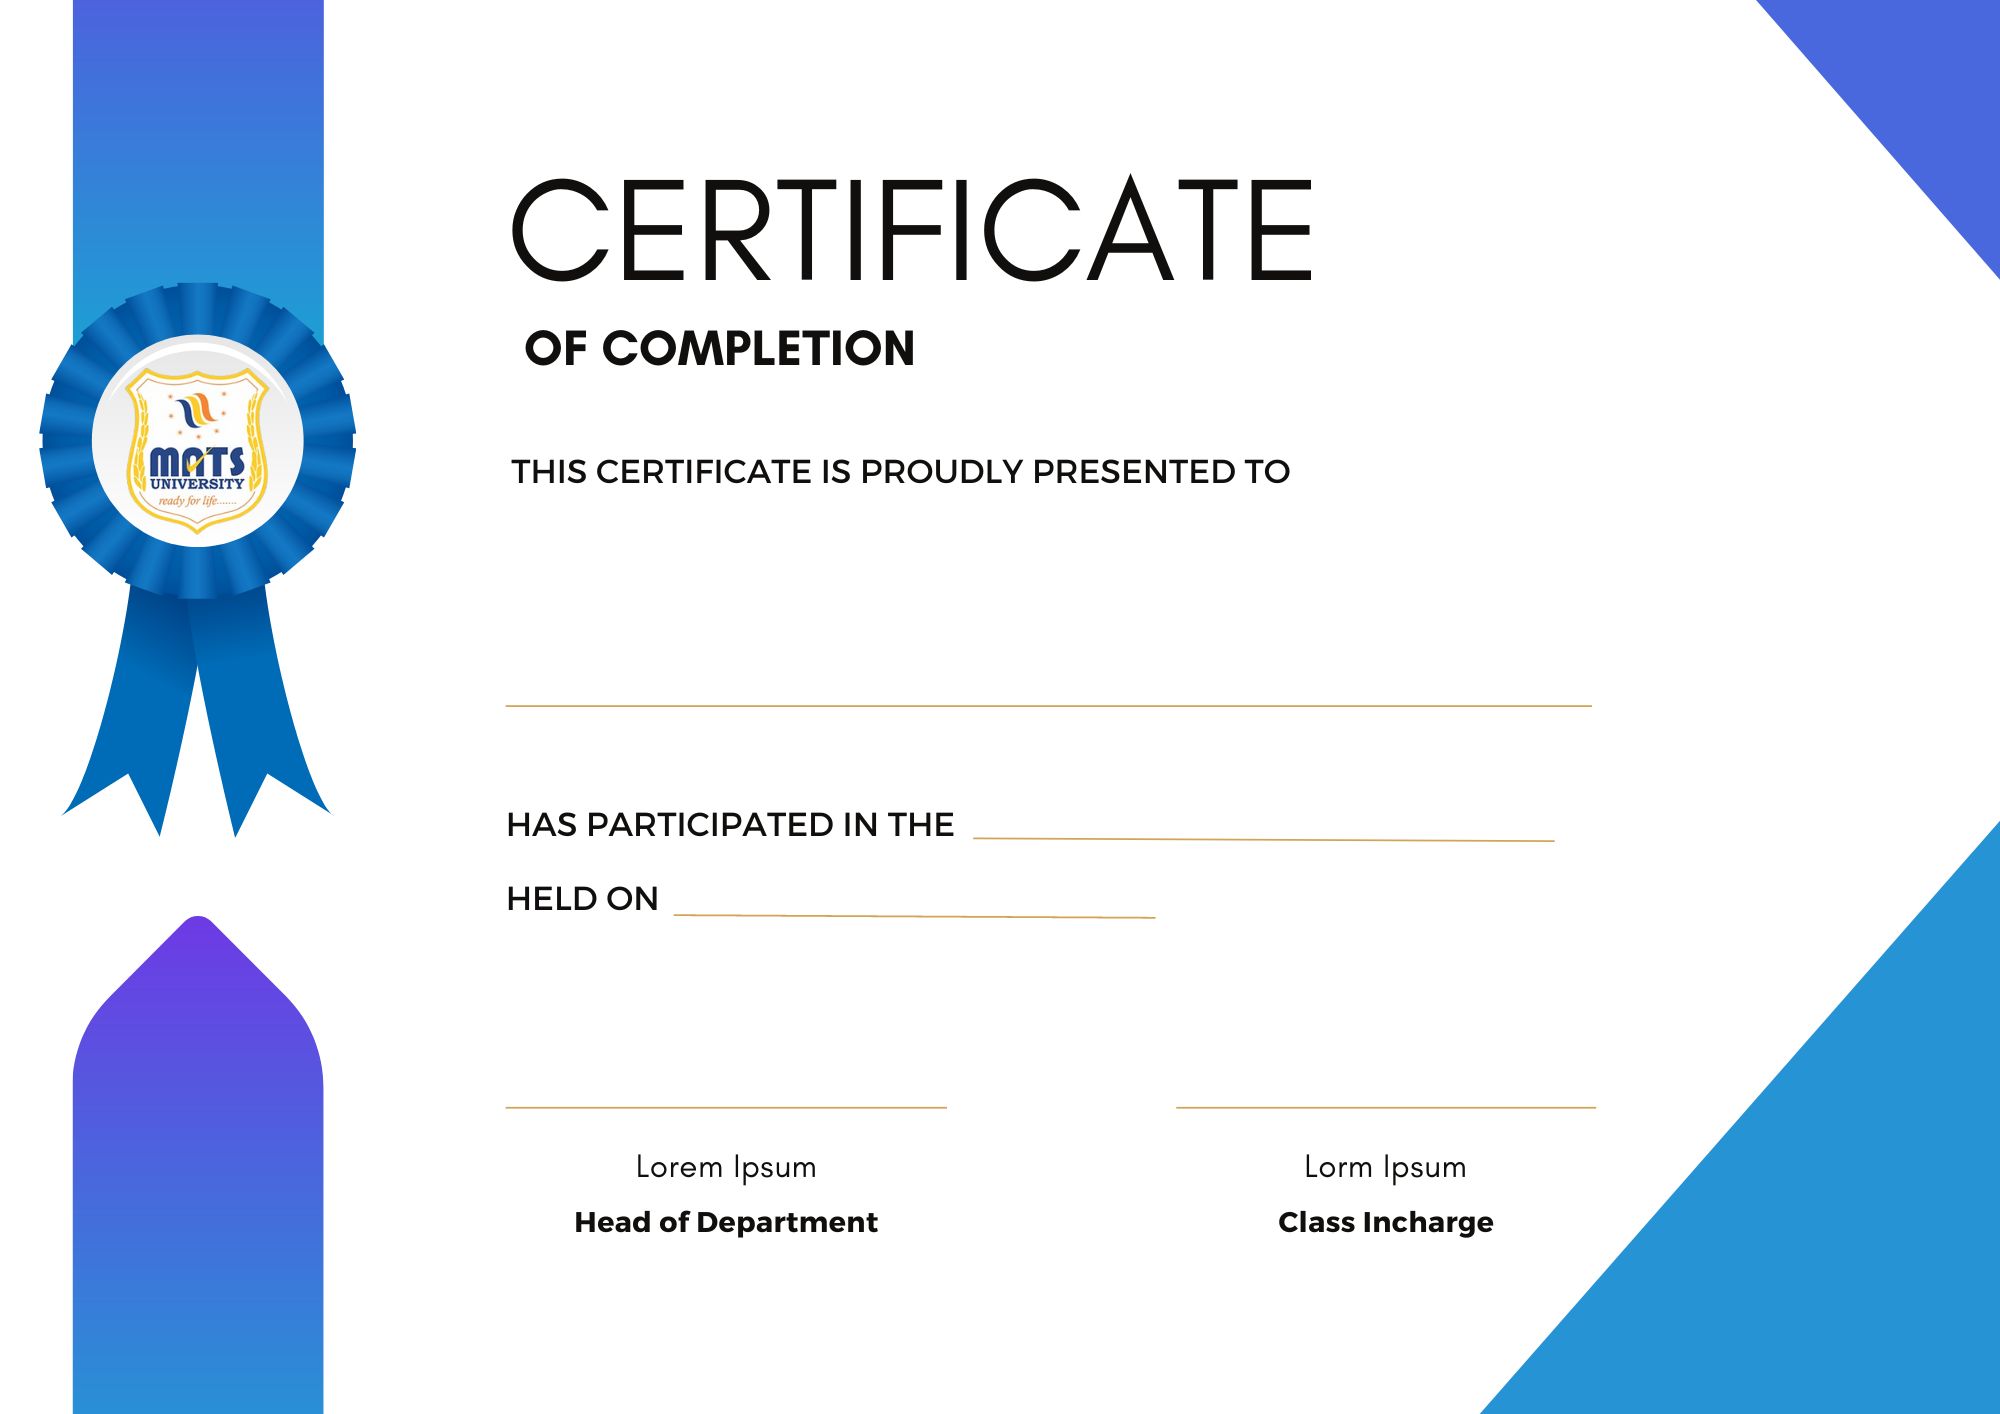 CERTIFICATE
OF COMPLETION
MATS
UNIVERSITY
ready for life.......
THIS CERTIFICATE IS PROUDLY PRESENTED TO
HAS PARTICIPATED IN THE
HELD ON
Lorem Ipsum
Head of Department
Lorm Ipsum
Class Incharge